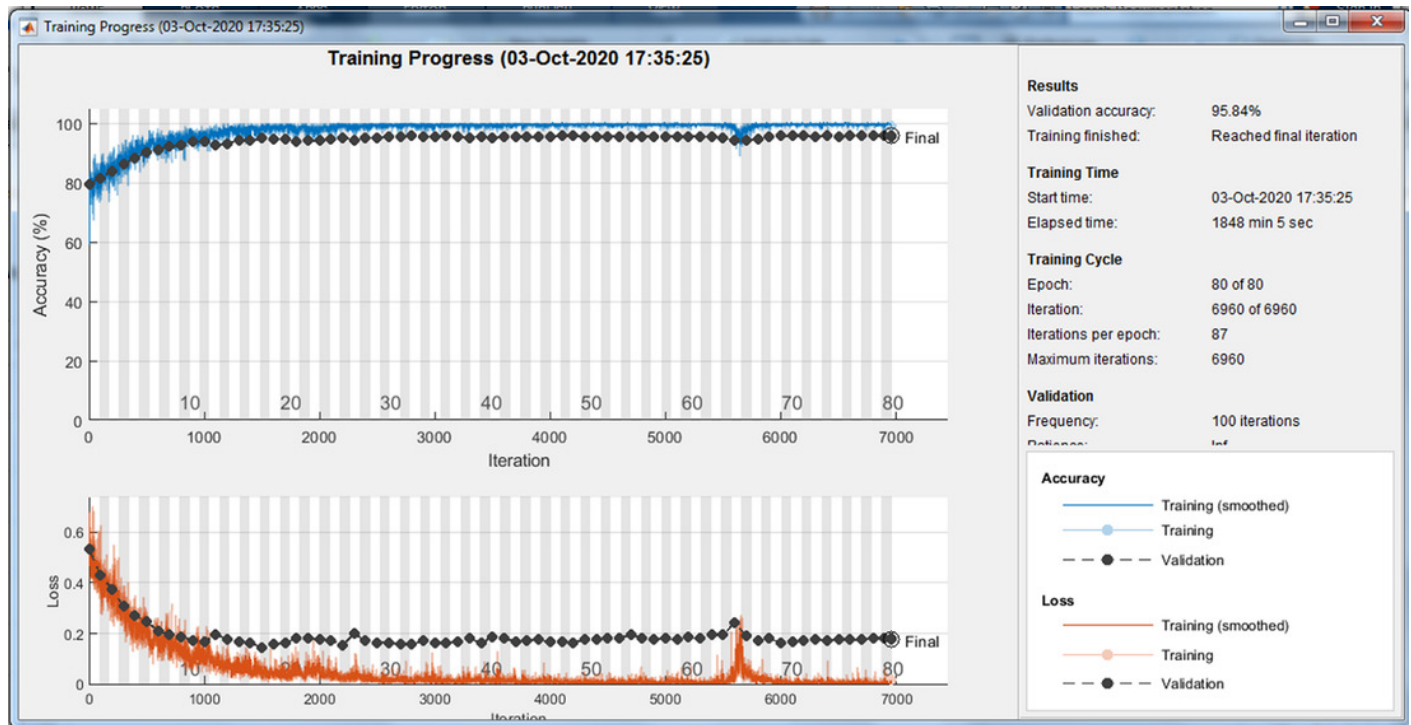 Training Progress (03-Oct-2020 17:35:25)
Training Progress (03-Oct-2020 17:35:25)
100
80
60
40
20
0
Accuracy (%)
Final
10 20 30 40 50 60 70 80
0 1000 2000 3000 4000 5000 6000 7000
Iteration
0.6
0.4
0.2
0
Loss
Final
10 20 30 40 50 60 70 80
0 1000 2000 3000 4000 5000 6000 7000
Iteration
Results
Validation accuracy: 95.84%
Training finished: Reached final iteration
Training Time
Start time: 03-Oct-2020 17:35:25
Elapsed time: 1848 min 5 sec
Training Cycle
Epoch: 80 of 80
Iteration: 6960 of 6960
Iterations per epoch: 87
Maximum iterations: 6960
Validation
Frequency: 100 iterations
Patience: Inf
Accuracy
Training (smoothed)
Training
Validation
Loss
Training (smoothed)
Training
Validation